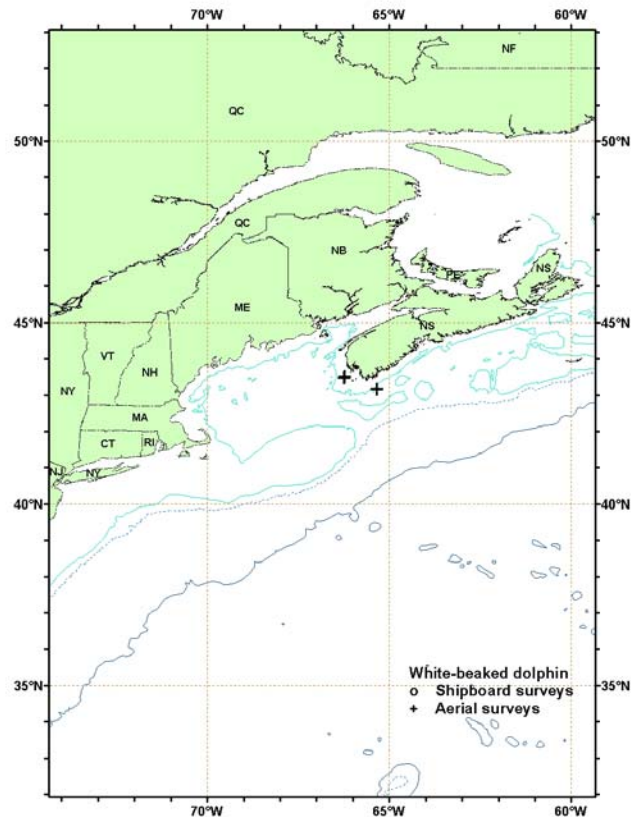 70°W 65°W 60°W
NF
QC
50°N 50°N
QC
NB
NS
PE
ME
45°N 45°N
NS
VT
NH
NY
MA
CT RI
NJ NY
40°N 40°N
White-beaked dolphin
35°N 35°N
o Shipboard surveys
+ Aerial surveys
70°W 65°W 60°W